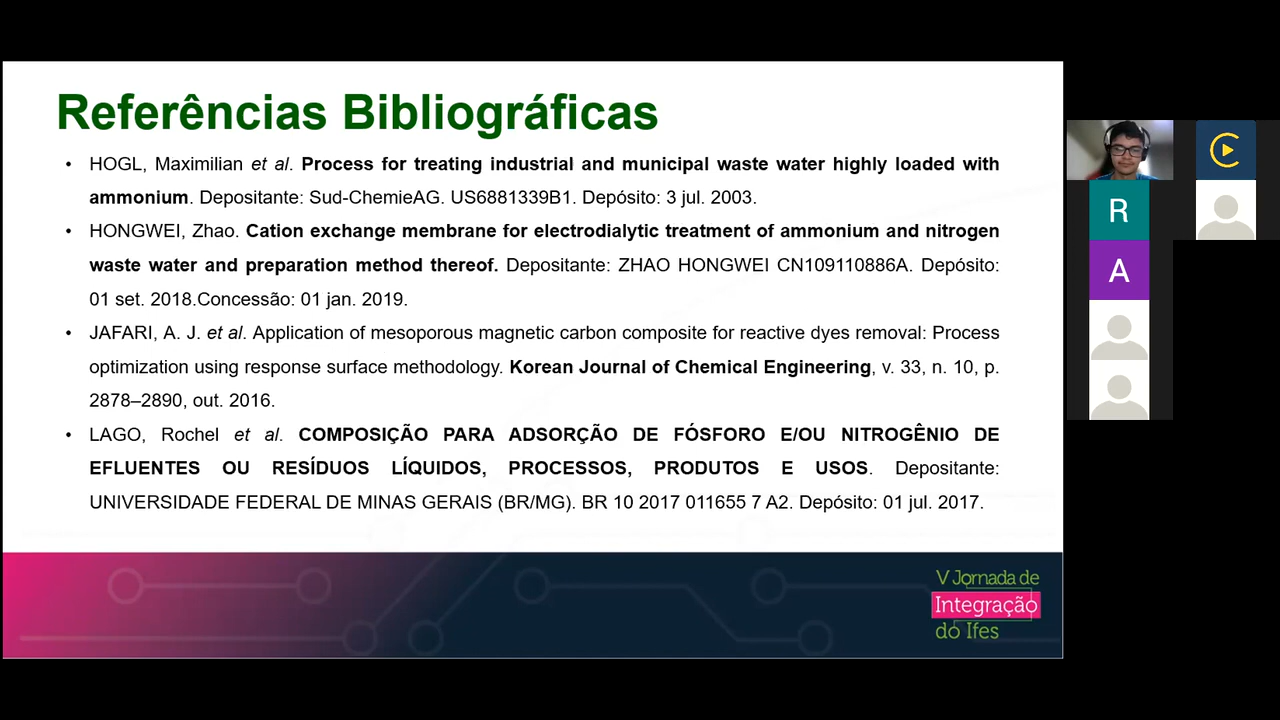 Referências Bibliográficas
• HOGL, Maximilian et al. Process for treating industrial and municipal waste water highly loaded with
ammonium. Depositante: Sud-ChemieAG. US6881339B1. Depósito: 3 jul. 2003.
• HONGWEI, Zhao. Cation exchange membrane for electrodialytic treatment of ammonium and nitrogen
waste water and preparation method thereof. Depositante: ZHAO HONGWEI CN109110886A. Depósito:
01 set. 2018.Concessão: 01 jan. 2019.
• JAFARI, A. J. et al. Application of mesoporous magnetic carbon composite for reactive dyes removal: Process
optimization using response surface methodology. Korean Journal of Chemical Engineering, v. 33, n. 10, p.
2878–2890, out. 2016.
• LAGO, Rochel et al. COMPOSIÇÃO PARA ADSORÇÃO DE FÓSFORO E/OU NITROGÊNIO DE
EFLUENTES OU RESÍDUOS LÍQUIDOS, PROCESSOS, PRODUTOS E USOS. Depositante:
UNIVERSIDADE FEDERAL DE MINAS GERAIS (BR/MG). BR 10 2017 011655 7 A2. Depósito: 01 jul. 2017.
V Jornada de
Integração
do Ifes
R
A